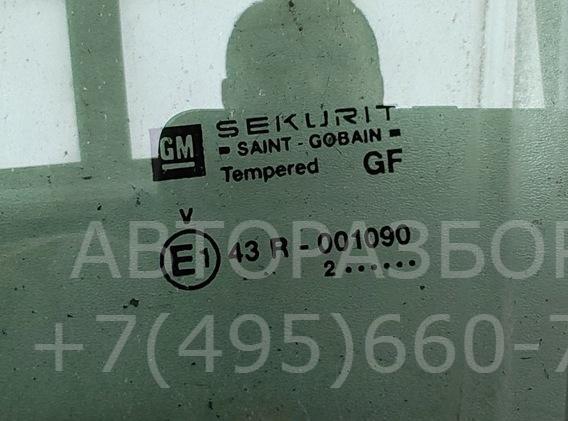 GM
SEKURIT
SAINT - GOBAIN
Tempered GF
V
E1 43 R - 001090
2......
АВТОРАЗБОР
+7(495)660-7